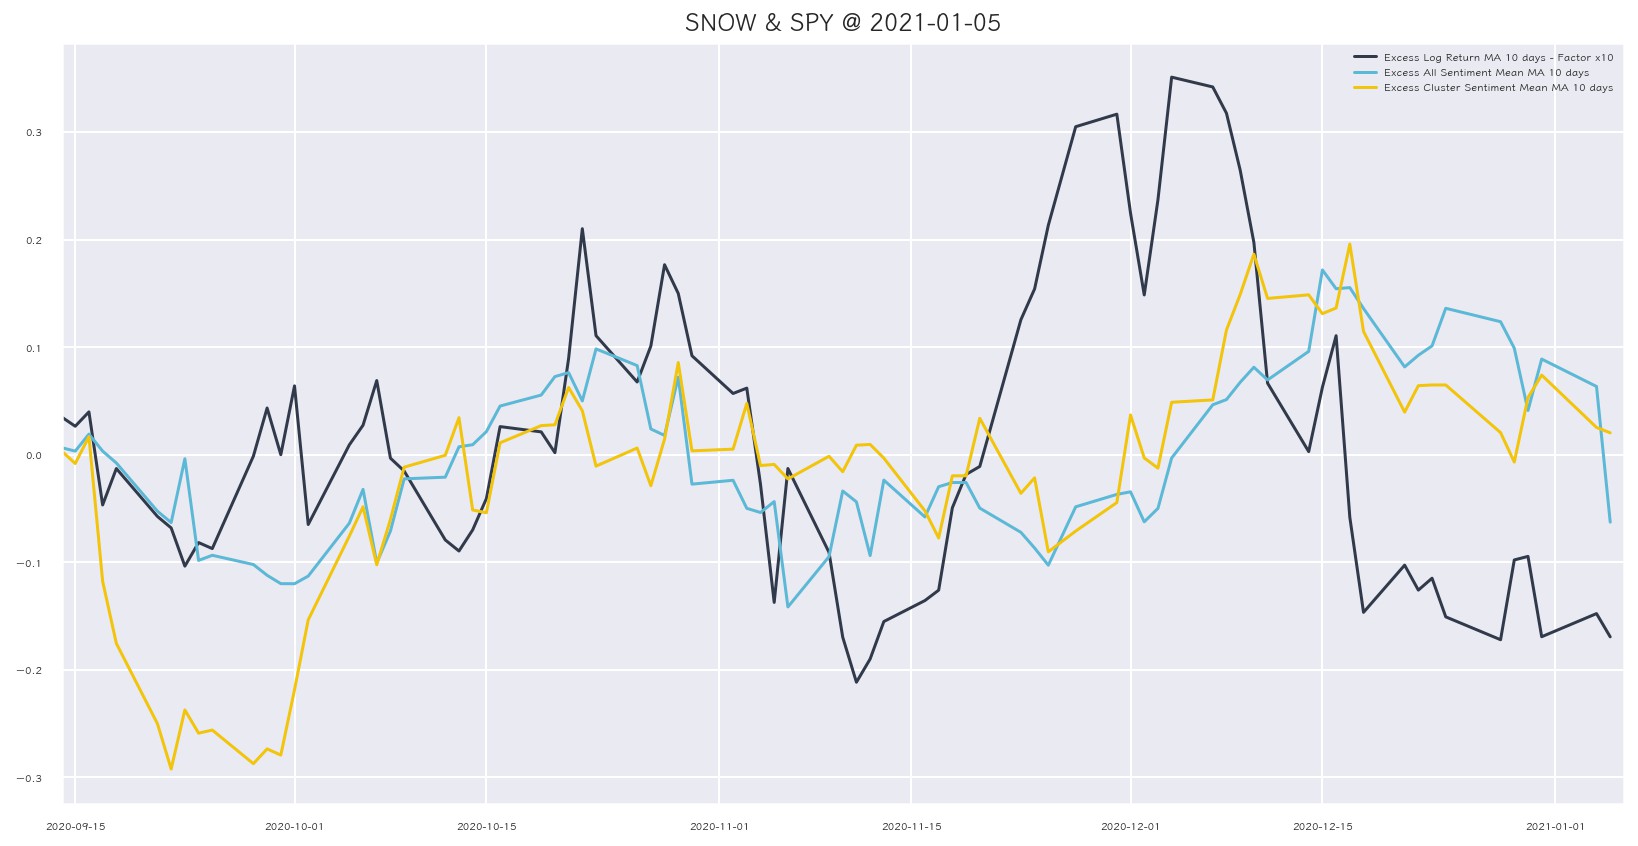 SNOW & SPY @ 2021-01-05
Excess Log Return MA 10 days - Factor x10
Excess All Sentiment Mean MA 10 days
Excess Cluster Sentiment Mean MA 10 days
0.3
0.2
0.1
0.0
−0.1
−0.2
−0.3
2020-09-15 2020-10-01 2020-10-15 2020-11-01 2020-11-15 2020-12-01 2020-12-15 2021-01-01